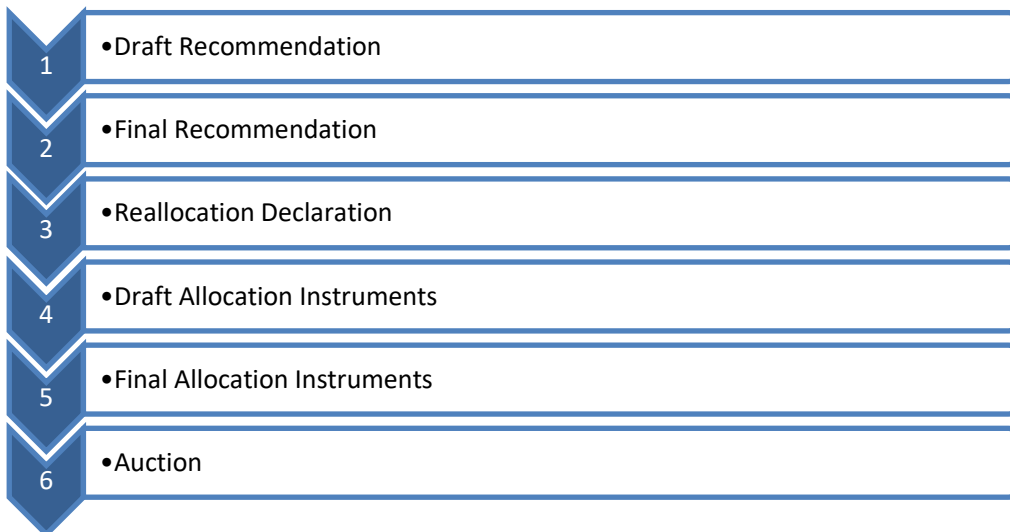 1
•Draft Recommendation
2
•Final Recommendation
3
•Reallocation Declaration
4
•Draft Allocation Instruments
5
•Final Allocation Instruments
6
•Auction